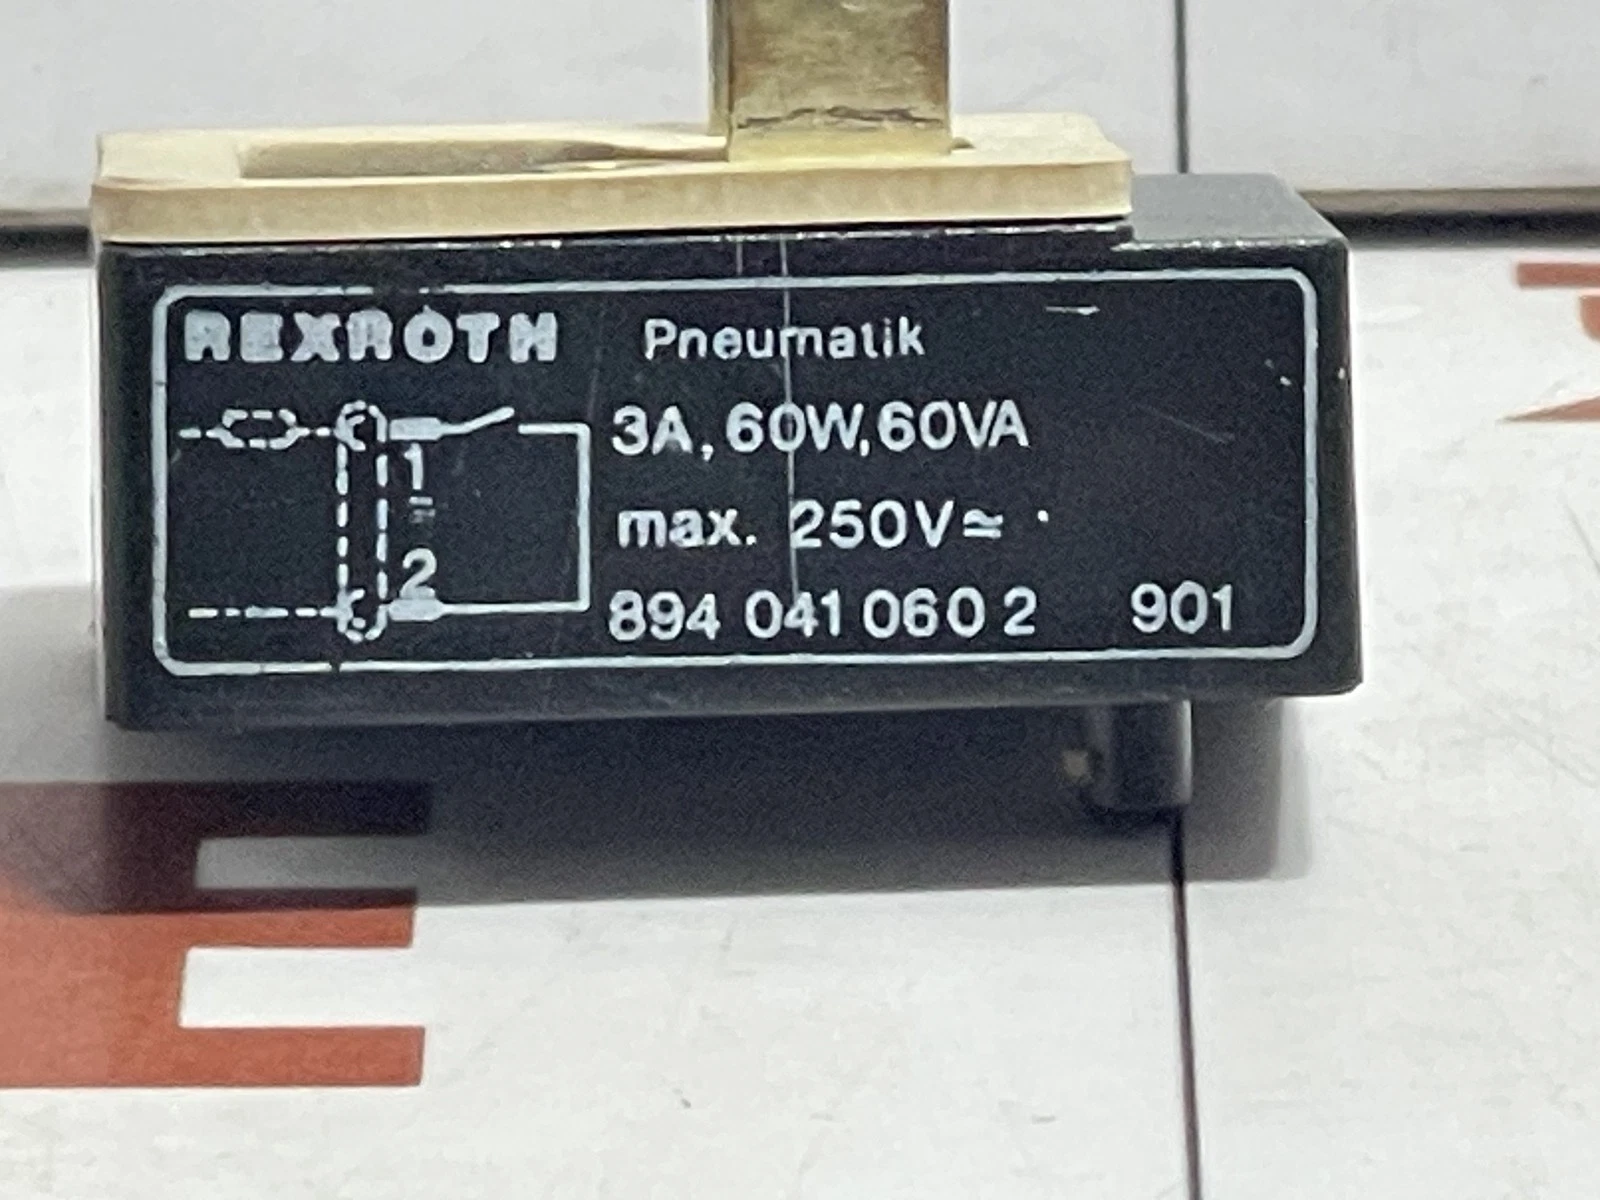 REXROTH Pneumatik
3A, 60W, 60VA
1
max. 250V≃
2
894 041 060 2 901